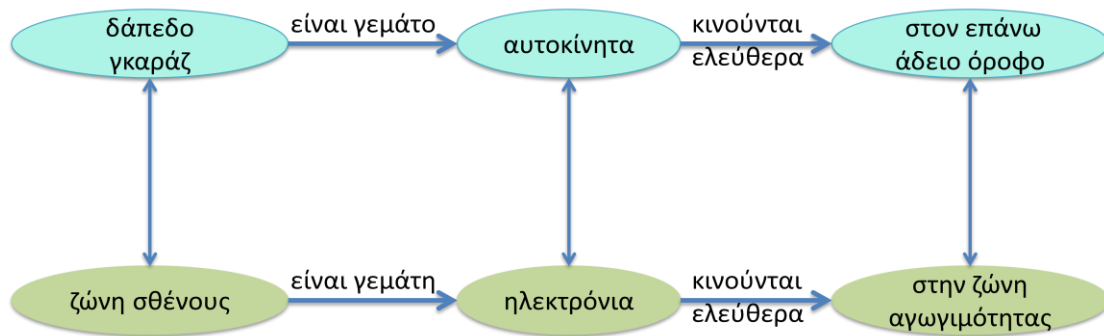 δάπεδο
γκαράζ
είναι γεμάτο
αυτοκίνητα
κινούνται
ελεύθερα
στον επάνω
άδειο όροφο
ζώνη σθένους
είναι γεμάτη
ηλεκτρόνια
κινούνται
ελεύθερα
στην ζώνη
αγωγιμότητας